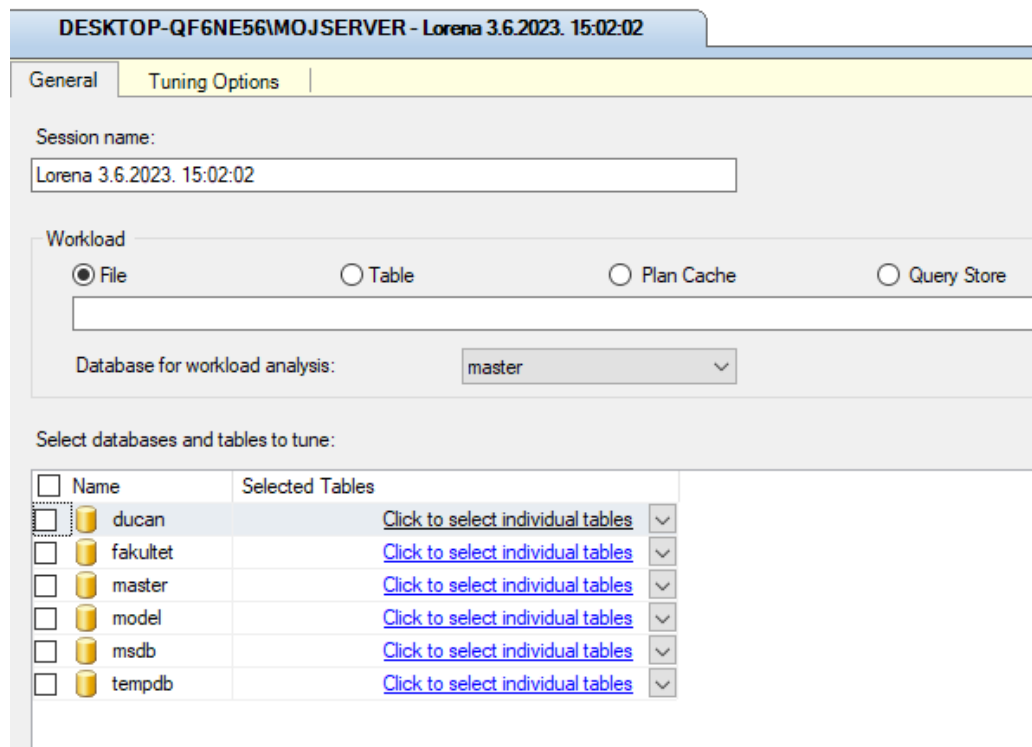 DESKTOP-QF6NE56\MOJSERVER - Lorena 3.6.2023. 15:02:02
General Tuning Options
Session name:
Lorena 3.6.2023. 15:02:02
Workload
File Table Plan Cache Query Store
Database for workload analysis: master
Select databases and tables to tune:
Name Selected Tables
ducan Click to select individual tables
fakultet Click to select individual tables
master Click to select individual tables
model Click to select individual tables
msdb Click to select individual tables
tempdb Click to select individual tables